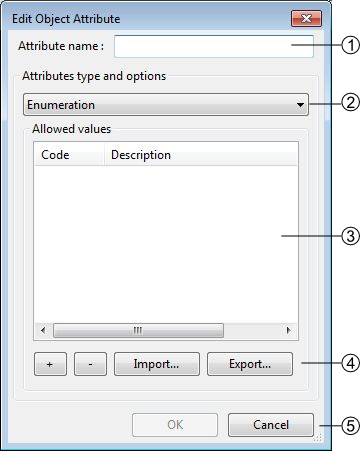 Edit Object Attribute
Attribute name : 1
Attributes type and options
Enumeration 2
Allowed values
Code Description
3
+ - Import... Export... 4
OK Cancel 5